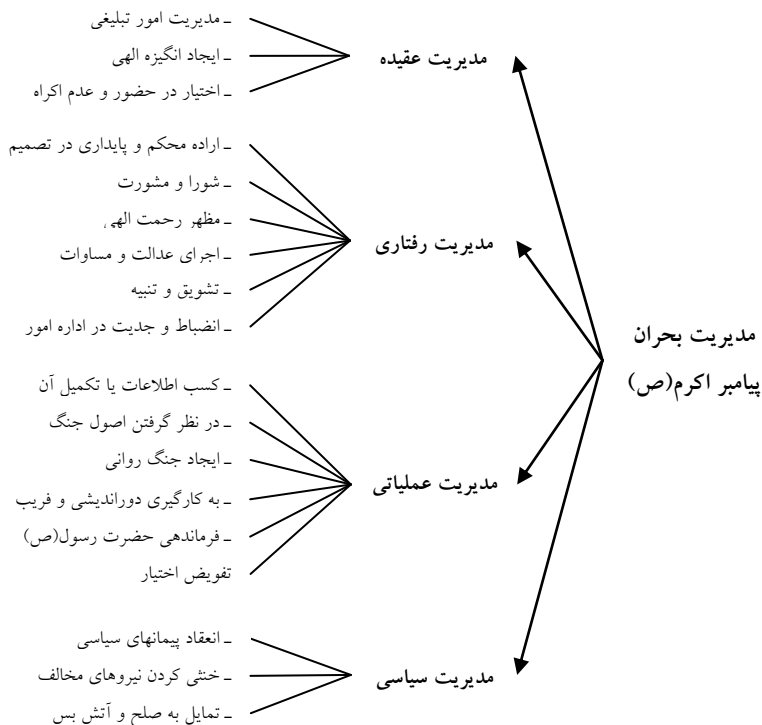 مدیریت بحران
پیامبر اکرم(ص)
مدیریت عقیده
ـ مدیریت امور تبلیغی
ـ ایجاد انگیزه الهی
ـ اختیار در حضور و عدم اکراه
مدیریت رفتاری
ـ اراده محکم و پایداری در تصمیم
ـ شورا و مشورت
ـ مظهر رحمت الهی
ـ اجرای عدالت و مساوات
ـ تشویق و تنبیه
ـ انضباط و جدیت در اداره امور
مدیریت عملیاتی
ـ کسب اطلاعات یا تکمیل آن
ـ در نظر گرفتن اصول جنگ
ـ ایجاد جنگ روانی
ـ به کارگیری دوراندیشی و فریب
ـ فرماندهی حضرت رسول(ص)
تفویض اختیار
مدیریت سیاسی
ـ انعقاد پیمانهای سیاسی
ـ خنثی کردن نیروهای مخالف
ـ تمایل به صلح و آتش بس